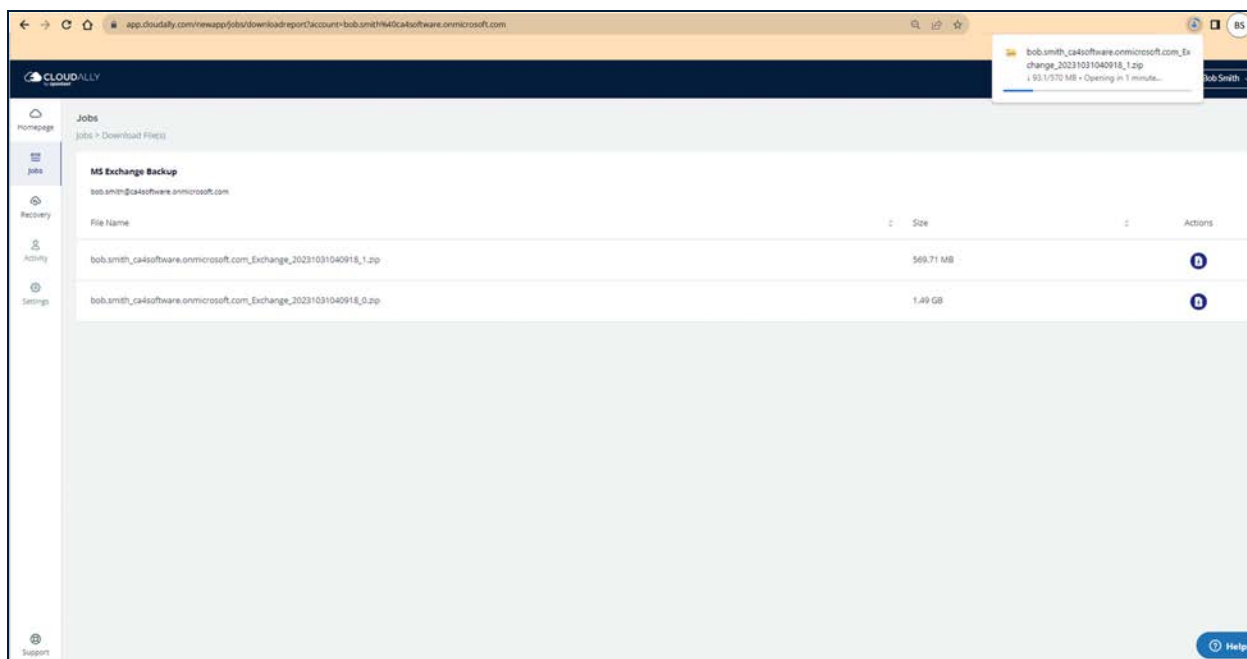 app.cloudally.com/newapp/jobs/downloadreport?account=bob.smith%40ca4software.onmicrosoft.com
BS
bob.smith_ca4software.onmicrosoft.com_Ex
change_20231031040918_1.zip
↓ 93.1/570 MB • Opening in 1 minute...
CLOUDALLY
by opentext
Bob Smith
Homepage
Jobs
Recovery
Activity
Settings
Support
Jobs
Jobs > Download File(s)
MS Exchange Backup
bob.smith@ca4software.onmicrosoft.com
File Name Size Actions
bob.smith_ca4software.onmicrosoft.com_Exchange_20231031040918_1.zip 569.71 MB
bob.smith_ca4software.onmicrosoft.com_Exchange_20231031040918_0.zip 1.49 GB
Help